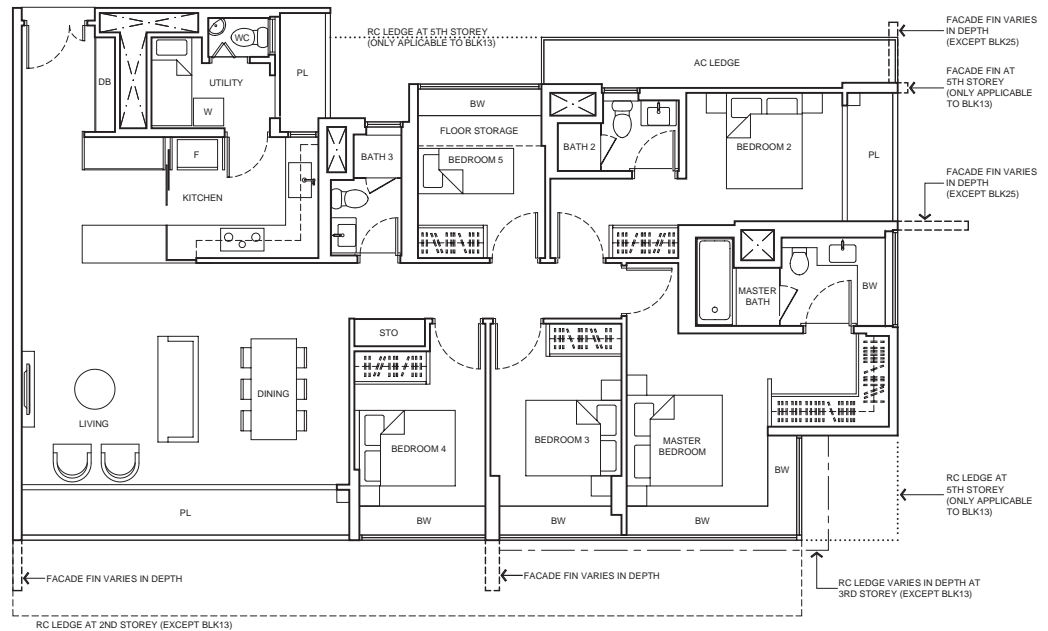 RC LEDGE AT 5TH STOREY
(ONLY APLICABLE TO BLK13)
FACADE FIN VARIES
IN DEPTH
(EXCEPT BLK25)
WC
AC LEDGE
DB
UTILITY
PL
W
BW
FLOOR STORAGE
FACADE FIN AT
5TH STOREY
(ONLY APPLICABLE
TO BLK13)
F
BATH 3
BEDROOM 5
BATH 2
BEDROOM 2
PL
KITCHEN
FACADE FIN VARIES
IN DEPTH
(EXCEPT BLK25)
MASTER
BATH
BW
STO
LIVING
DINING
BEDROOM 4
BEDROOM 3
MASTER
BEDROOM
BW
PL
BW
BW
BW
RC LEDGE AT
5TH STOREY
(ONLY APPLICABLE
TO BLK13)
FACADE FIN VARIES IN DEPTH
FACADE FIN VARIES IN DEPTH
RC LEDGE VARIES IN DEPTH AT
3RD STOREY (EXCEPT BLK13)
RC LEDGE AT 2ND STOREY (EXCEPT BLK13)